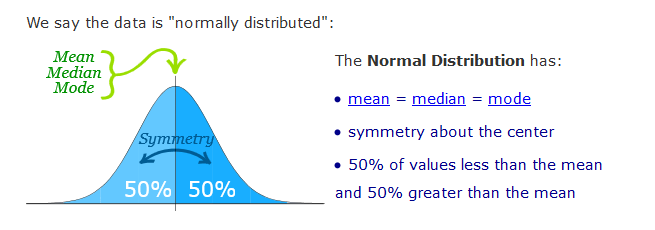 We say the data is "normally distributed":
Mean
Median
Mode
Symmetry
50% 50%
The Normal Distribution has:
• mean = median = mode
• symmetry about the center
• 50% of values less than the mean
and 50% greater than the mean